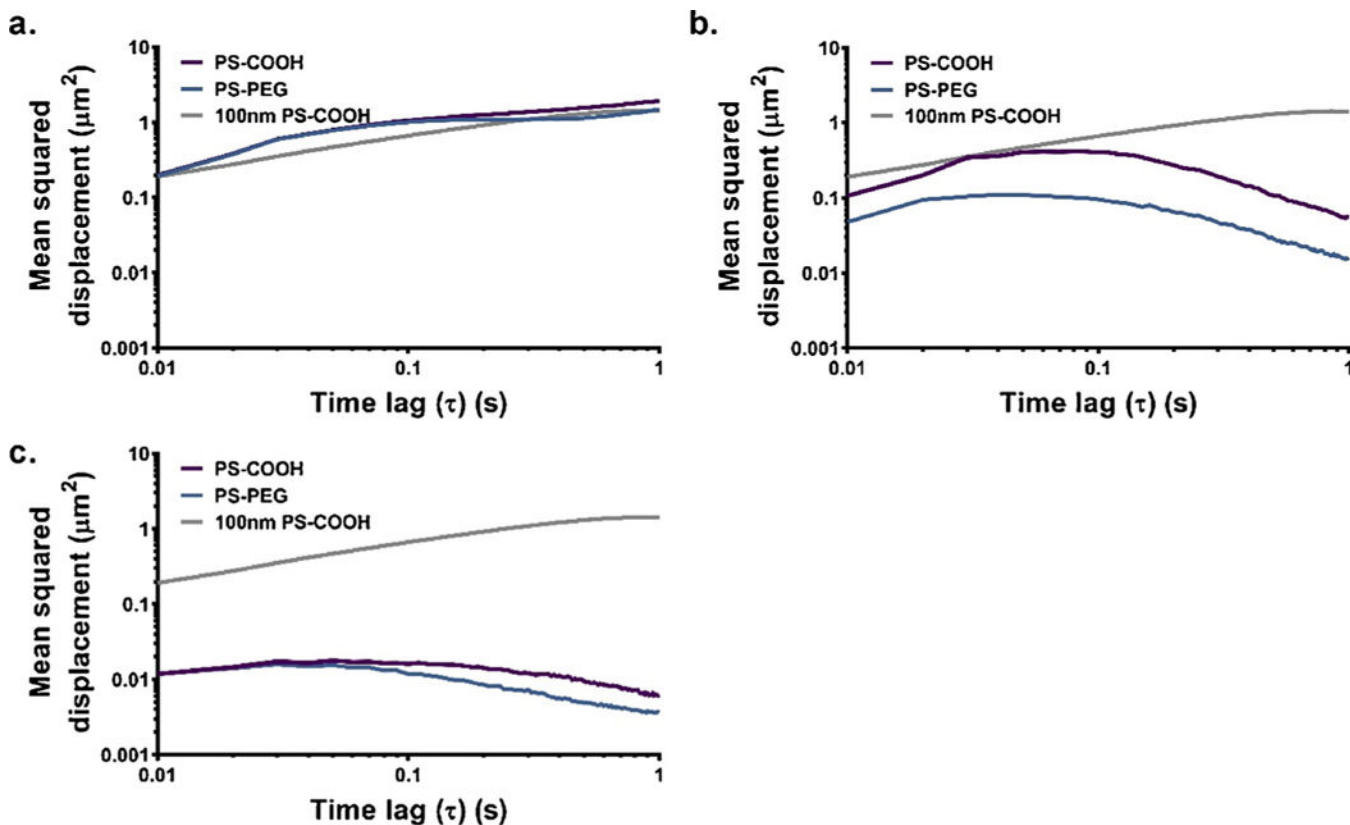 a.
Mean squared
displacement (μm²)
10
1
0.1
0.01
0.001
PS-COOH
PS-PEG
100nm PS-COOH
0.01
0.1
1
Time lag (τ) (s)
b.
Mean squared
displacement (μm²)
10
1
0.1
0.01
0.001
PS-COOH
PS-PEG
100nm PS-COOH
0.01
0.1
1
Time lag (τ) (s)
c.
Mean squared
displacement (μm²)
10
1
0.1
0.01
0.001
PS-COOH
PS-PEG
100nm PS-COOH
0.01
0.1
1
Time lag (τ) (s)